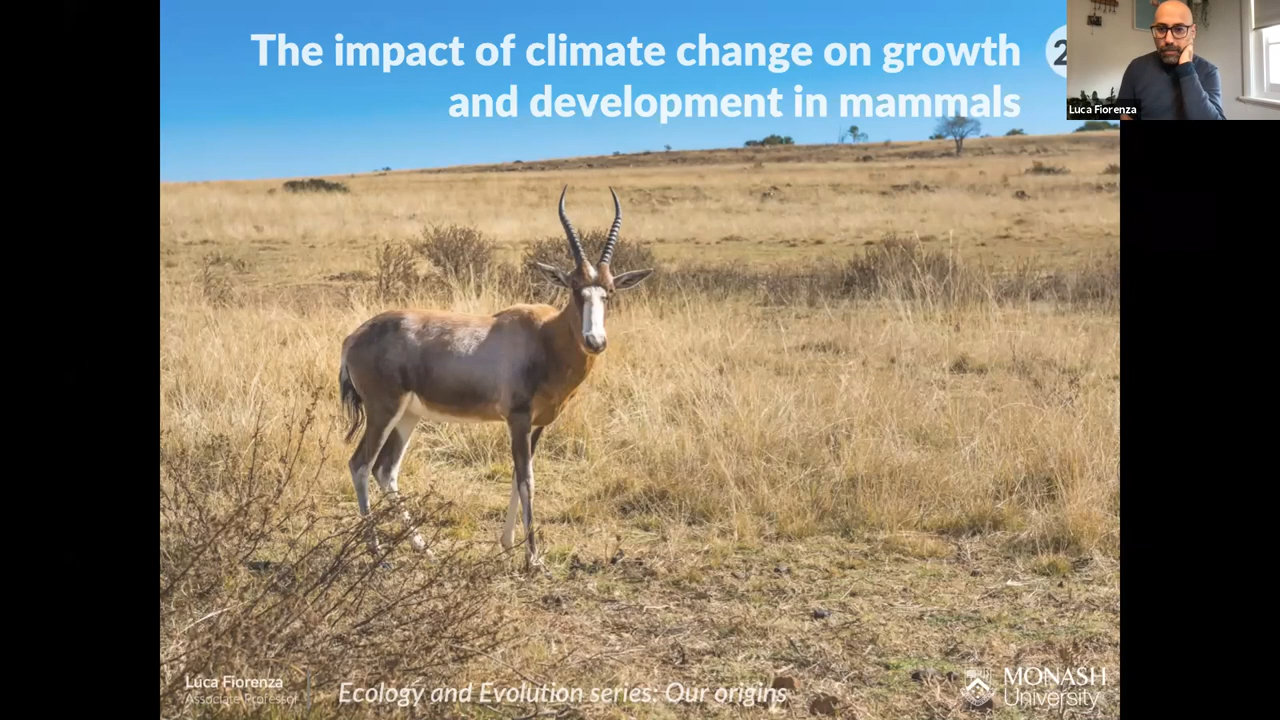 The impact of climate change on growth
and development in mammals
2
Luca Fiorenza
Luca Fiorenza
Associate Professor
Ecology and Evolution series: Our origins
MONASH
University